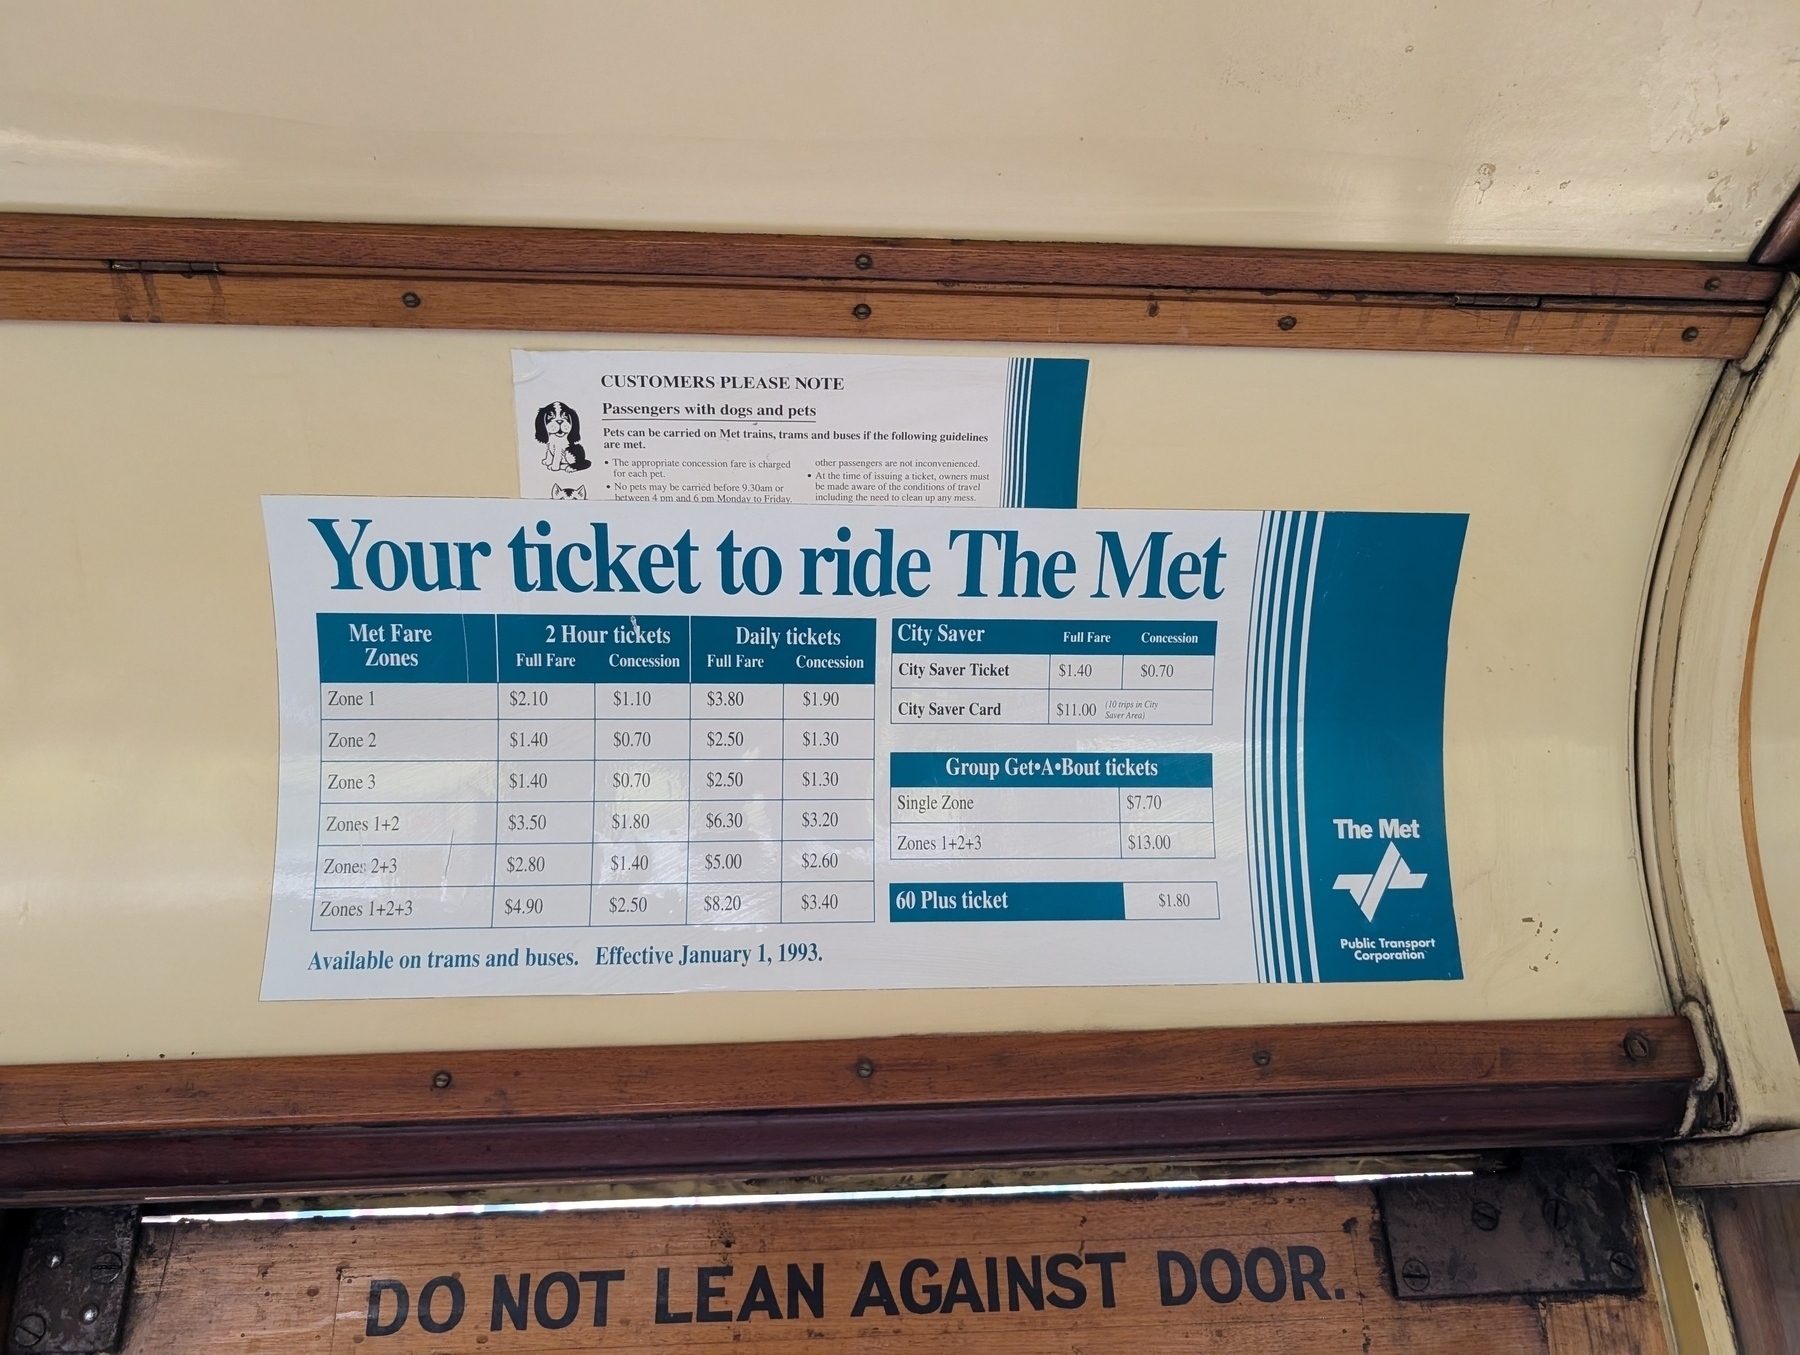 CUSTOMERS PLEASE NOTE
Passengers with dogs and pets
Pets can be carried on Met trains, trams and buses if the following guidelines
are met.
• The appropriate concession fare is charged
for each pet.
• No pets may be carried before 9.30am or
between 4 pm and 6 pm Monday to Friday.
other passengers are not inconvenienced.
• At the time of issuing a ticket, owners must
be made aware of the conditions of travel
including the need to clean up any mess.
Your ticket to ride The Met
Met Fare Zones 2 Hour tickets Daily tickets
Full Fare Concession Full Fare Concession
Zone 1 $2.10 $1.10 $3.80 $1.90
Zone 2 $1.40 $0.70 $2.50 $1.30
Zone 3 $1.40 $0.70 $2.50 $1.30
Zones 1+2 $3.50 $1.80 $6.30 $3.20
Zones 2+3 $2.80 $1.40 $5.00 $2.60
Zones 1+2+3 $4.90 $2.50 $8.20 $3.40
Available on trams and buses. Effective January 1, 1993.
City Saver Full Fare Concession
City Saver Ticket $1.40 $0.70
City Saver Card $11.00 (10 trips in City
Saver Area)
Group Get•A•Bout tickets
Single Zone $7.70
Zones 1+2+3 $13.00
60 Plus ticket $1.80
The Met
Public Transport
Corporation
DO NOT LEAN AGAINST DOOR.